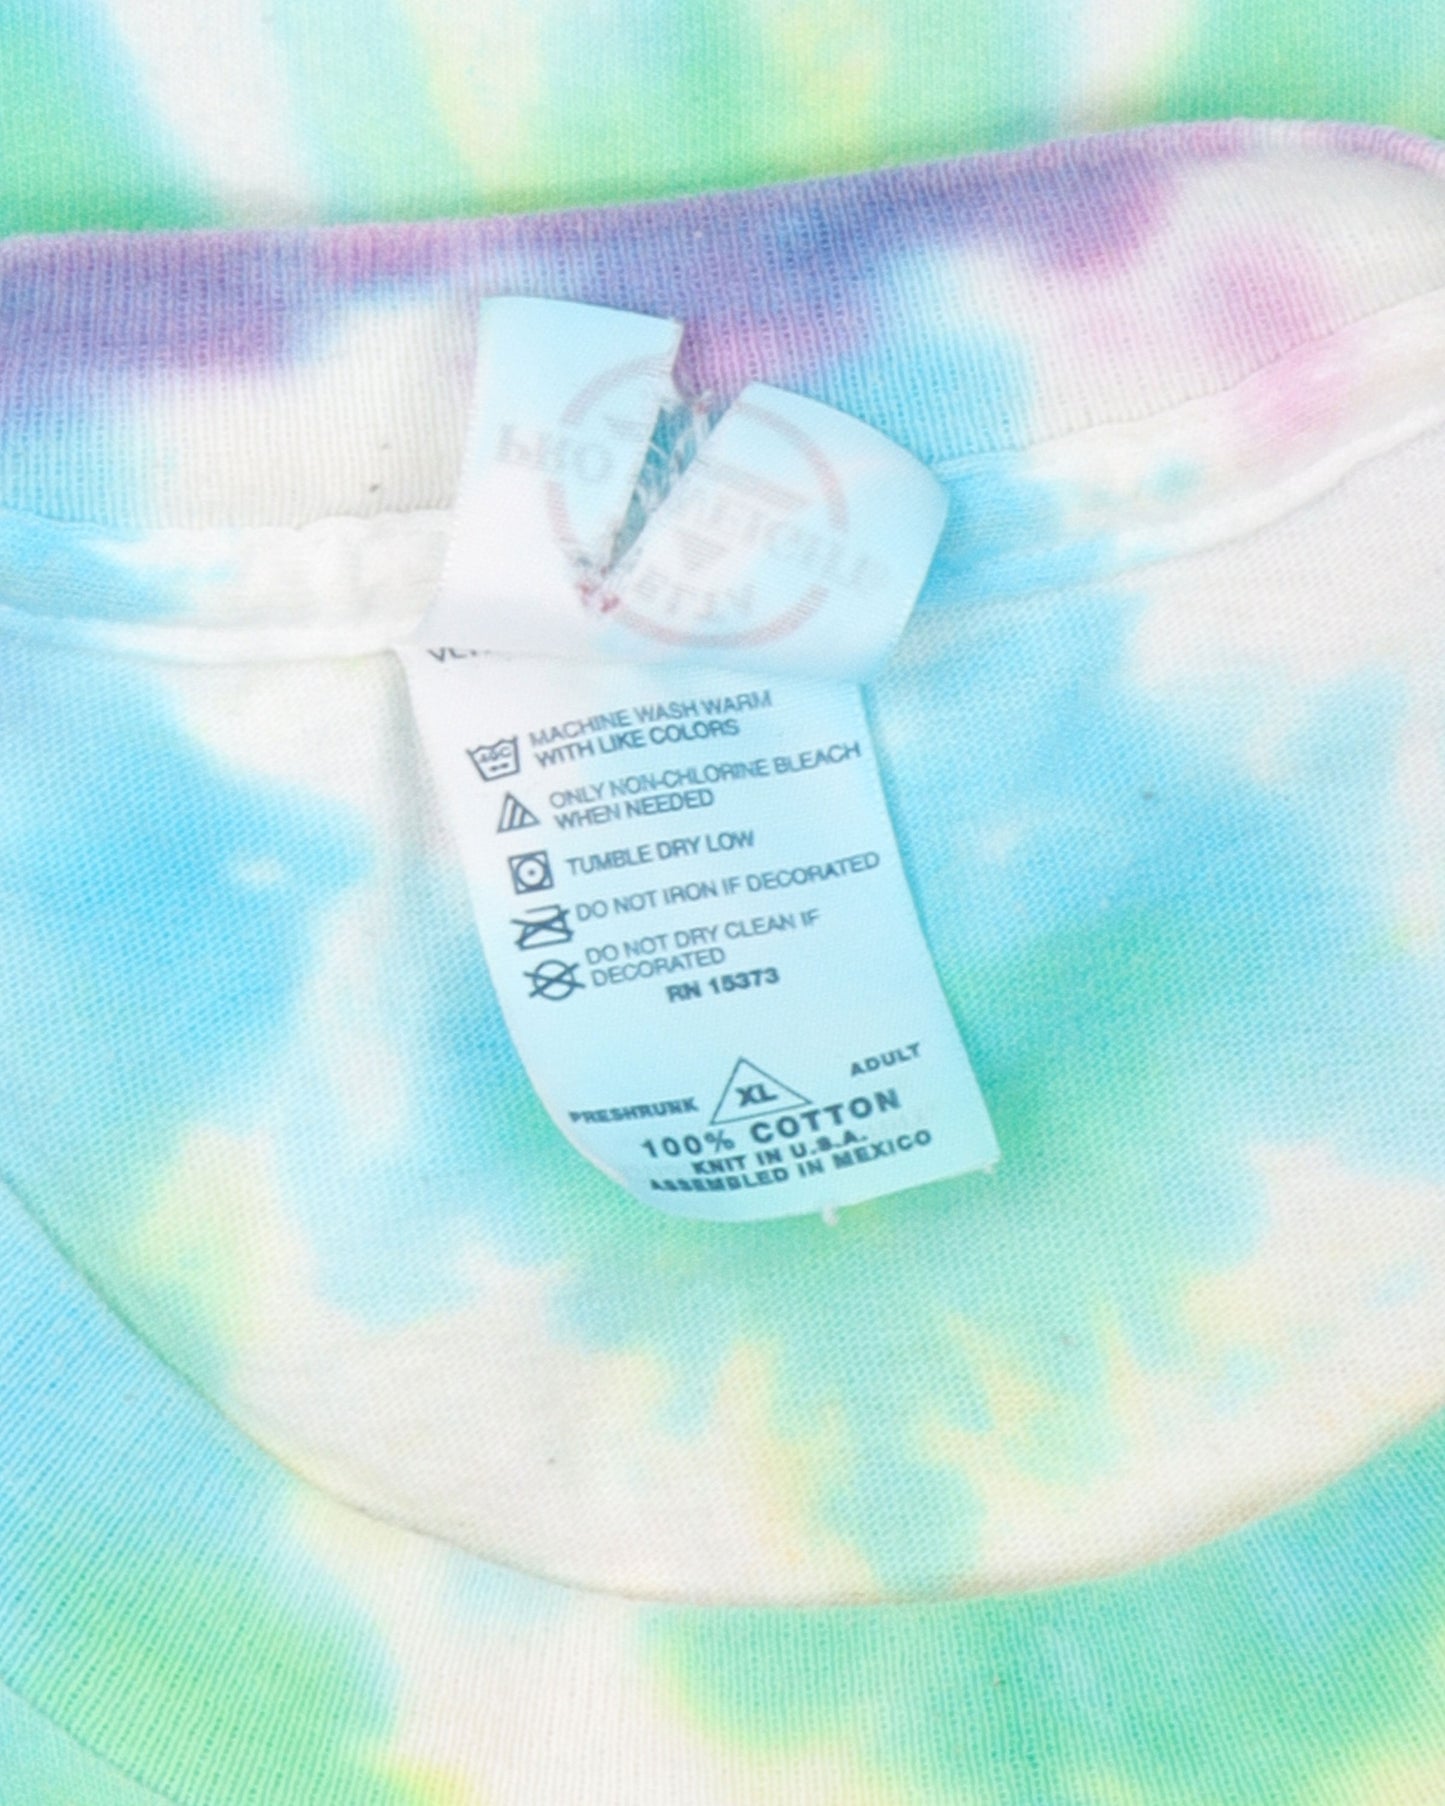 MACHINE WASH WARM
WITH LIKE COLORS
ONLY NON-CHLORINE BLEACH
WHEN NEEDED
TUMBLE DRY LOW
DO NOT IRON IF DECORATED
DO NOT DRY CLEAN IF
DECORATED
RN 15373
PRESHRUNK XL ADULT
100% COTTON
KNIT IN U.S.A.
ASSEMBLED IN MEXICO